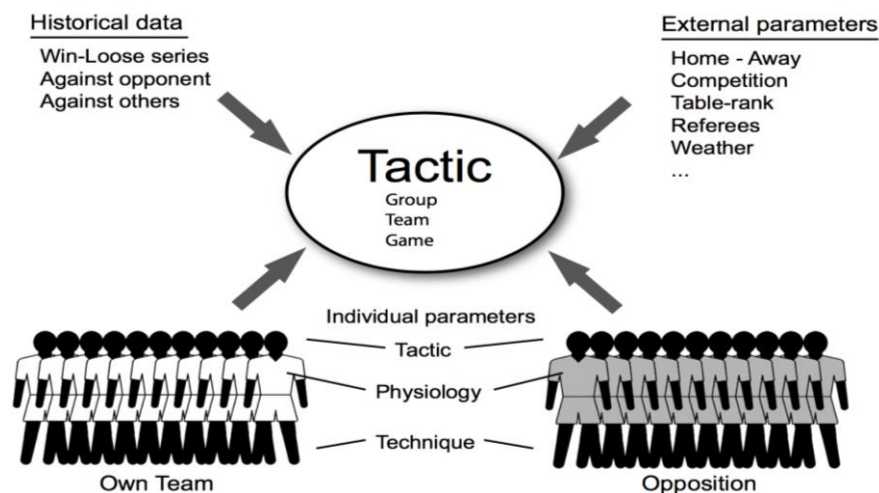 Historical data
Win-Loose series
Against opponent
Against others
External parameters
Home - Away
Competition
Table-rank
Referees
Weather
...
Tactic
Group
Team
Game
Individual parameters
Tactic
Physiology
Technique
Own Team
Opposition